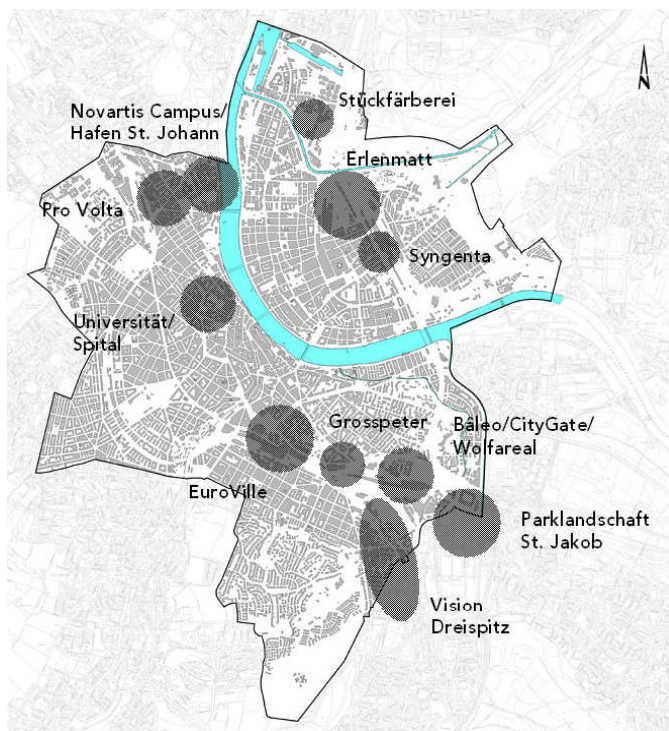 N
Stückfärberei
Novartis Campus/
Hafen St. Johann
Erlenmatt
Pro Volta
Syngenta
Universität/
Spital
Grosspeter
Baleo/CityGate/
Wolfareal
EuroVille
Parklandschaft
St. Jakob
Vision
Dreispitz